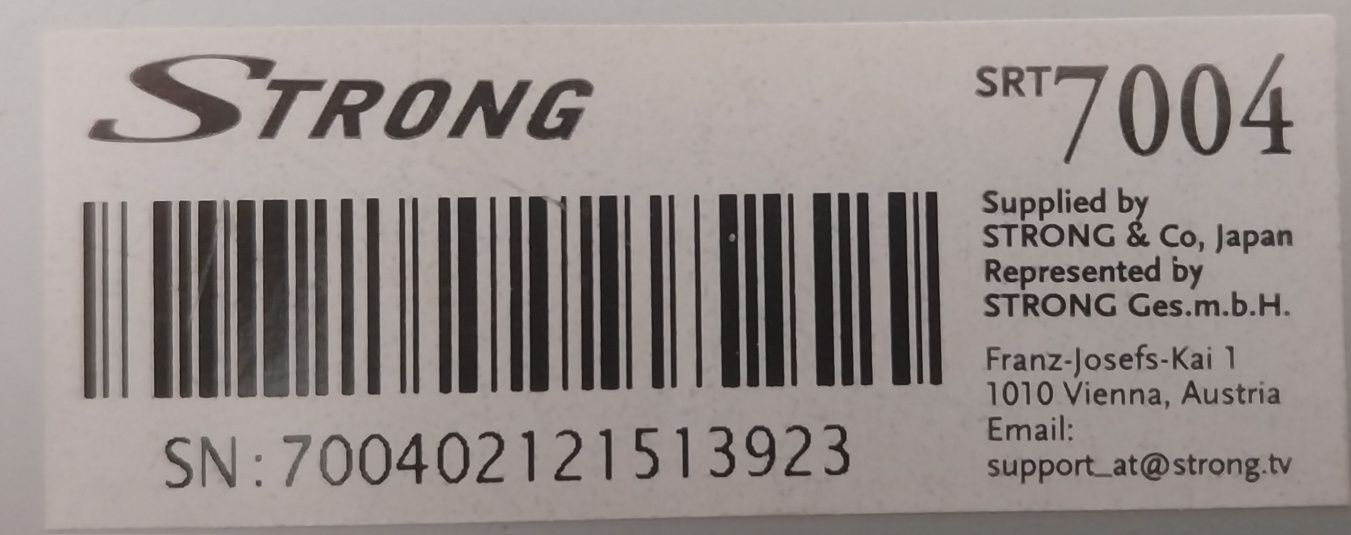 STRONG
SN:700402121513923
SRT7004
Supplied by
STRONG & Co, Japan
Represented by
STRONG Ges.m.b.H.
Franz-Josefs-Kai 1
1010 Vienna, Austria
Email:
support_at@strong.tv